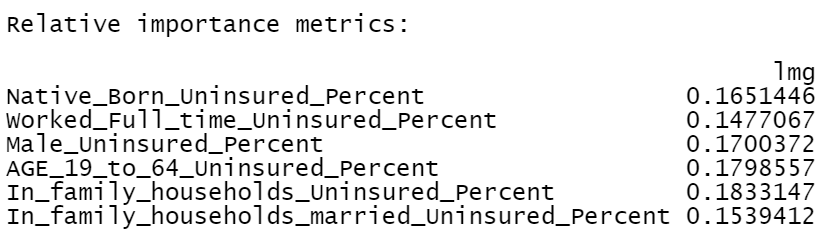 Relative importance metrics:
lmg
Native_Born_Uninsured_Percent 0.1651446
Worked_Full_time_Uninsured_Percent 0.1477067
Male_Uninsured_Percent 0.1700372
AGE_19_to_64_Uninsured_Percent 0.1798557
In_family_households_Uninsured_Percent 0.1833147
In_family_households_married_Uninsured_Percent 0.1539412